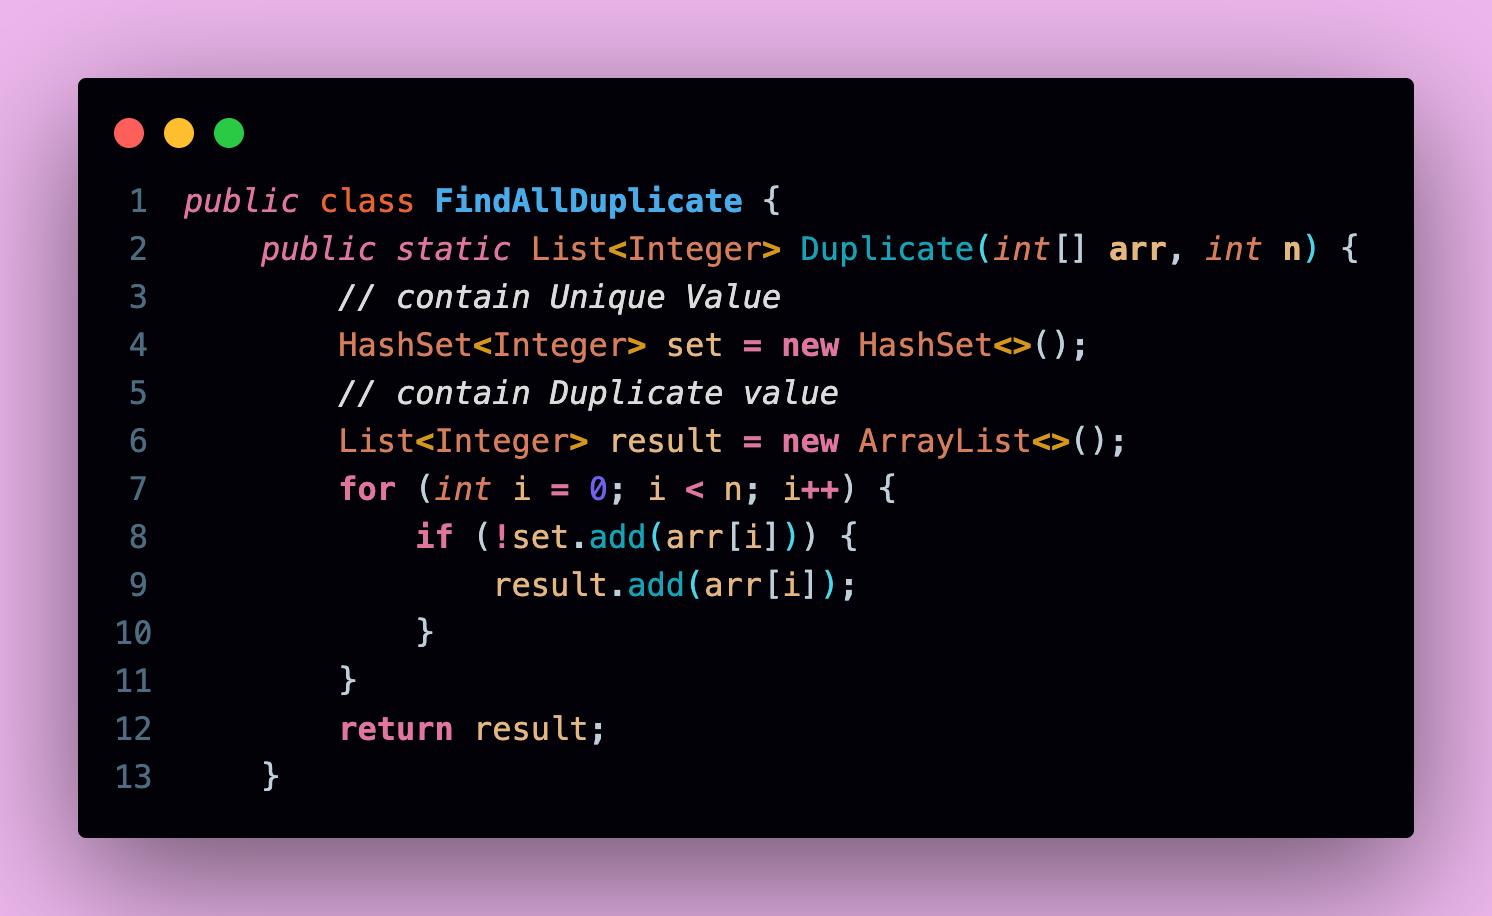 1 public class FindAllDuplicate {
2     public static List<Integer> Duplicate(int[] arr, int n) {
3         // contain Unique Value
4         HashSet<Integer> set = new HashSet<>();
5         // contain Duplicate value
6         List<Integer> result = new ArrayList<>();
7         for (int i = 0; i < n; i++) {
8             if (!set.add(arr[i])) {
9                 result.add(arr[i]);
10             }
11         }
12         return result;
13     }